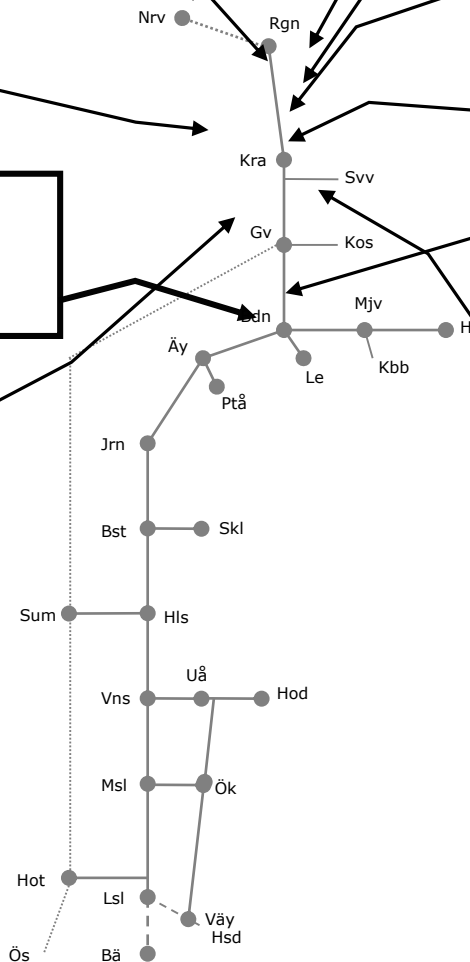 Rgn
Nrv
Kra
Svv
Gv
Kos
Bdn
Mjv
H
Äy
Kbb
Le
Ptå
Jrn
Bst
Skl
Sum
Hls
Uå
Vns
Hod
Msl
Ök
Hot
Lsl
Väy
Hsd
Ös
Bä